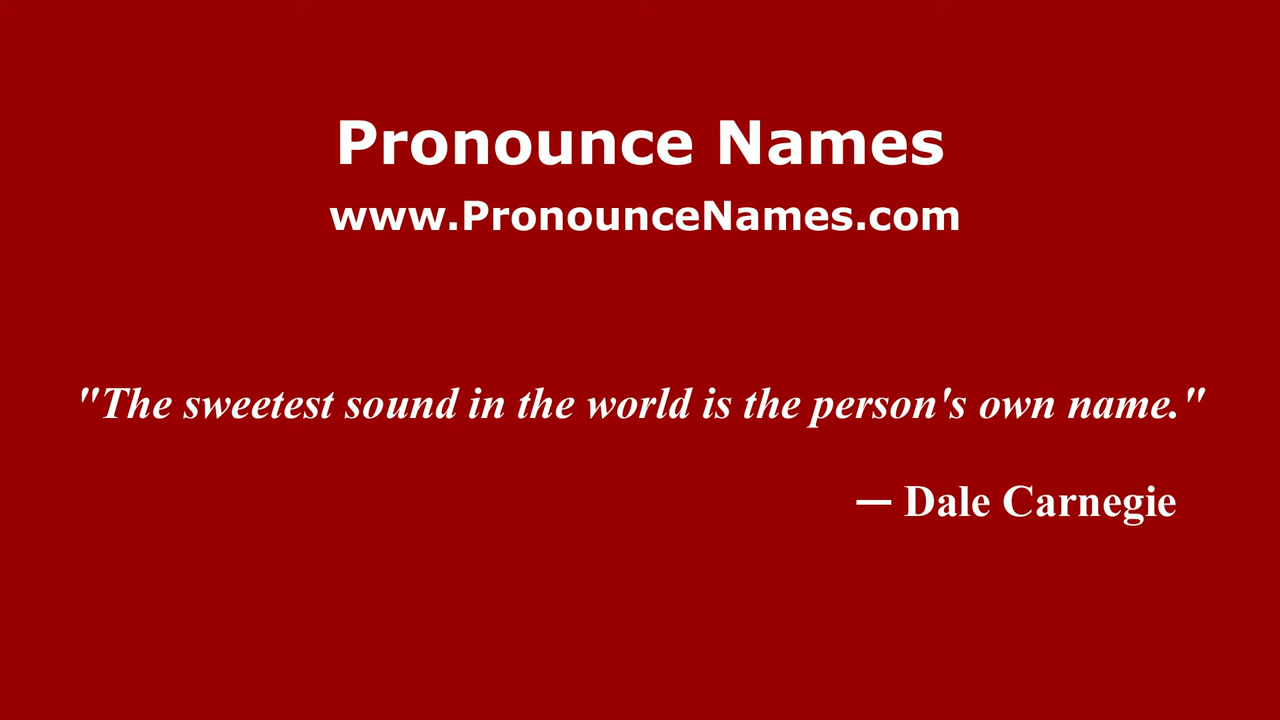 Pronounce Names
www.PronounceNames.com
"The sweetest sound in the world is the person's own name."
— Dale Carnegie